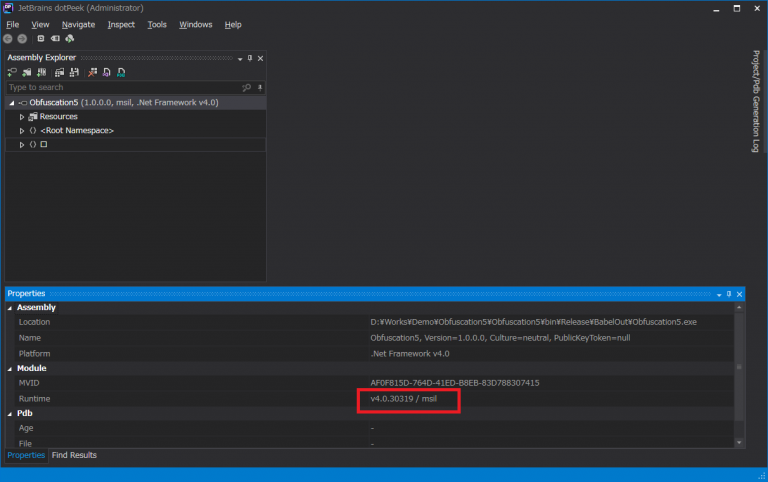 JetBrains dotPeek (Administrator)
File View Navigate Inspect Tools Windows Help
Assembly Explorer
Type to search
Obfuscation5 (1.0.0.0, msil, .Net Framework v4.0)
Resources
<Root Namespace>
Project/Pdb Generation Log
Properties
Assembly
Location D:¥Works¥Demo¥Obfuscation5¥Obfuscation5¥bin¥Release¥BabelOut¥Obfuscation5.exe
Name Obfuscation5, Version=1.0.0.0, Culture=neutral, PublicKeyToken=null
Platform .Net Framework v4.0
Module
MVID AF0F815D-764D-41ED-B8EB-83D788307415
Runtime v4.0.30319 / msil
Pdb
Age -
File -
Properties Find Results